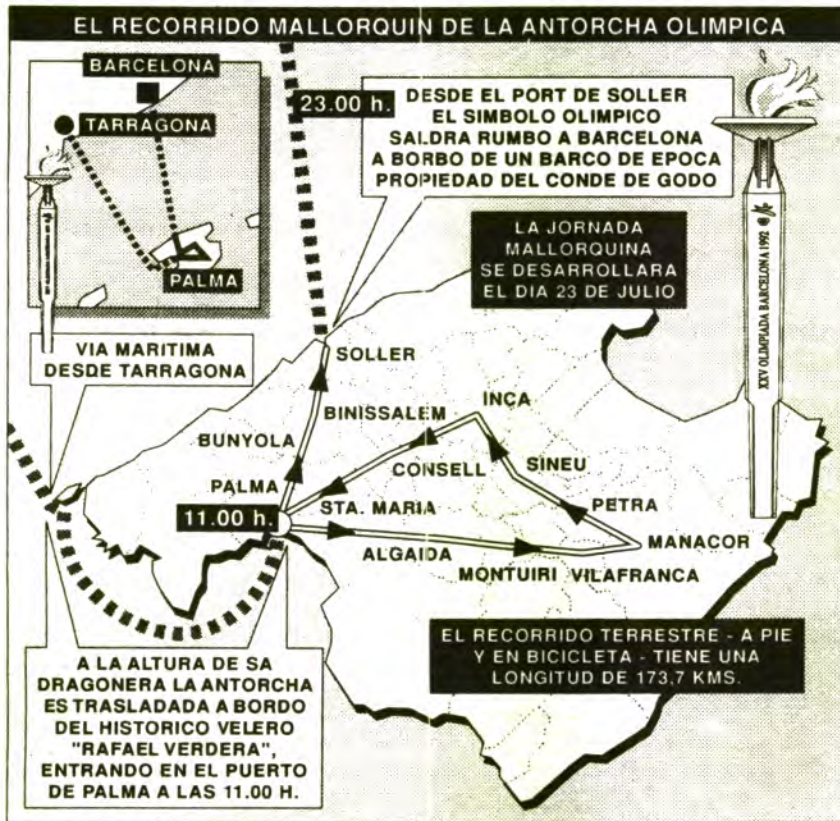 EL RECORRIDO MALLORQUIN DE LA ANTORCHA OLIMPICA
BARCELONA
TARRAGONA
PALMA
23.00 h.
DESDE EL PORT DE SOLLER
EL SIMBOLO OLIMPICO
SALDRA RUMBO A BARCELONA
A BORBO DE UN BARCO DE EPOCA
PROPIEDAD DEL CONDE DE GODO
LA JORNADA
MALLORQUINA
SE DESARROLLARA
EL DIA 23 DE JULIO
XXV OLIMPIADA BARCELONA 1992
VIA MARITIMA
DESDE TARRAGONA
SOLLER
INCA
BINISSALEM
BUNYOLA
CONSELL
SINEU
PALMA
STA. MARIA
PETRA
11.00 h.
ALGAIDA
MANACOR
MONTUIRI VILAFRANCA
A LA ALTURA DE SA
DRAGONERA LA ANTORCHA
ES TRASLADADA A BORDO
DEL HISTORICO VELERO
"RAFAEL VERDERA",
ENTRANDO EN EL PUERTO
DE PALMA A LAS 11.00 H.
EL RECORRIDO TERRESTRE - A PIE
Y EN BICICLETA - TIENE UNA
LONGITUD DE 173,7 KMS.